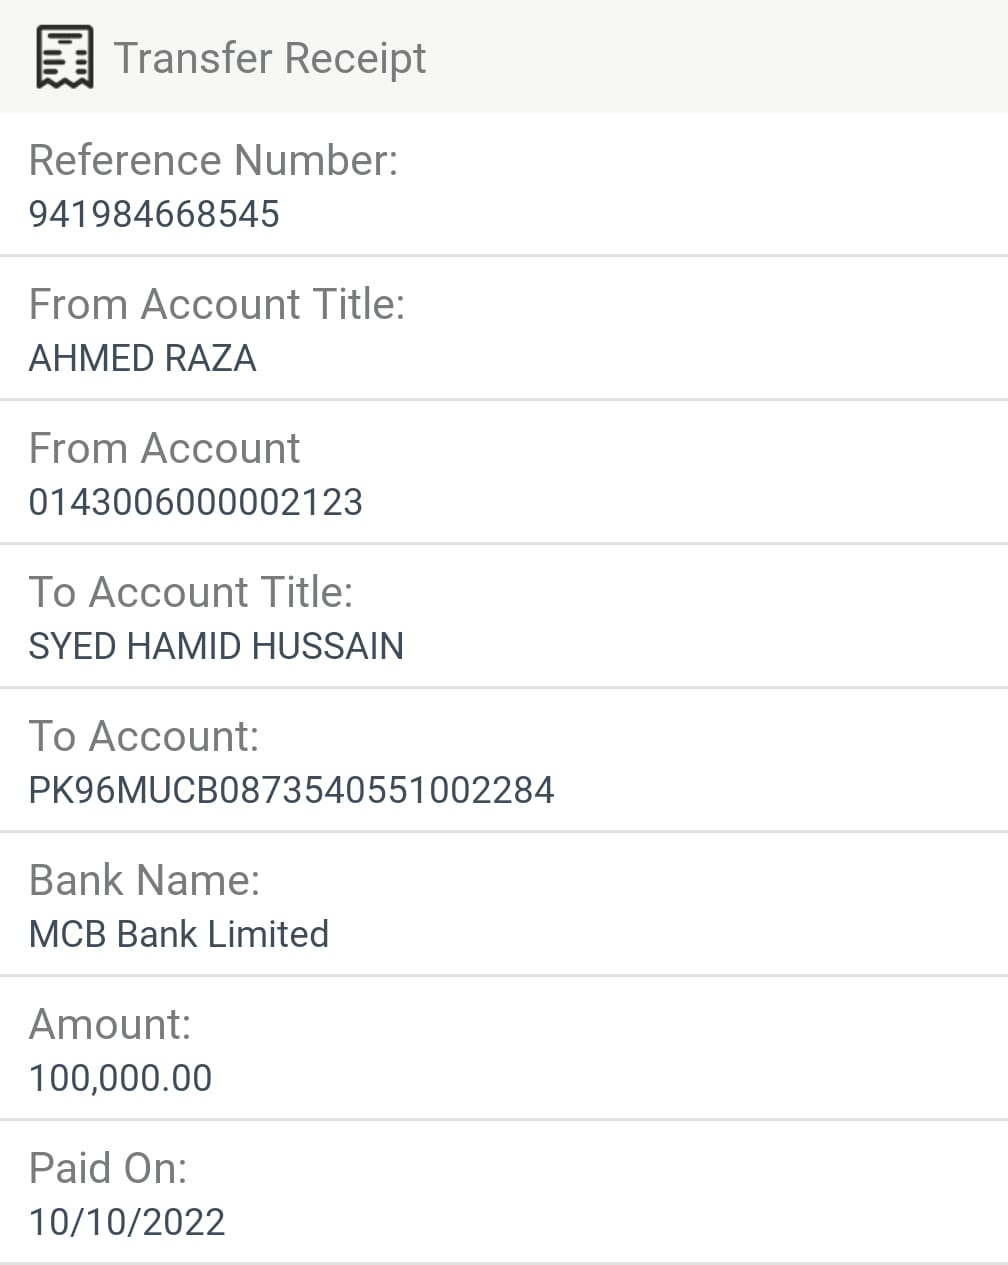 Transfer Receipt
Reference Number:
941984668545
From Account Title:
AHMED RAZA
From Account
0143006000002123
To Account Title:
SYED HAMID HUSSAIN
To Account:
PK96MUCB0873540551002284
Bank Name:
MCB Bank Limited
Amount:
100,000.00
Paid On:
10/10/2022